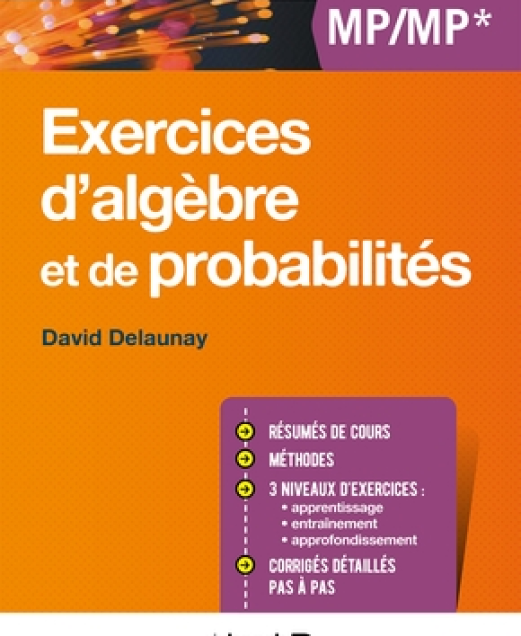 MP/MP*
Exercices
d'algèbre
et de probabilités
David Delaunay
RÉSUMÉS DE COURS
MÉTHODES
3 NIVEAUX D'EXERCICES :
• apprentissage
• entraînement
• approfondissement
CORRIGÉS DÉTAILLÉS
PAS À PAS